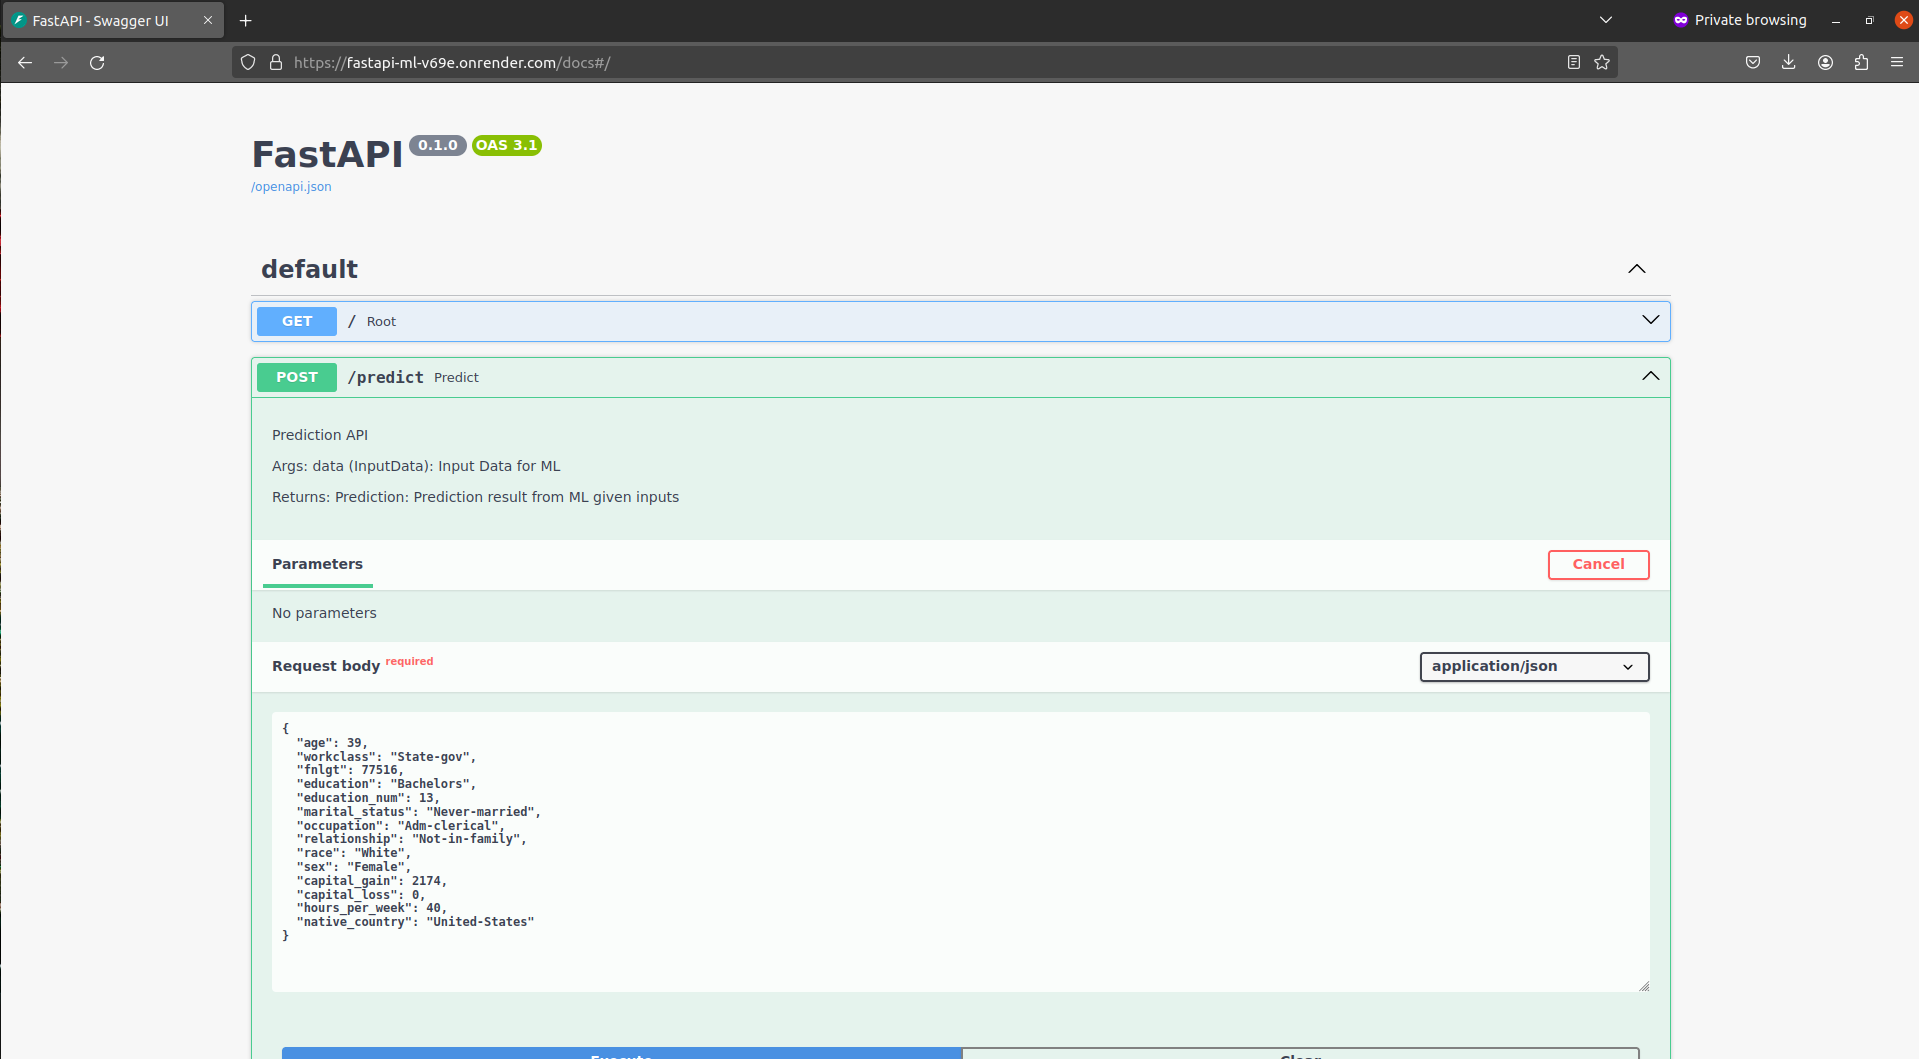 FastAPI - Swagger UI
Private browsing
https://fastapi-ml-v69e.onrender.com/docs#/
FastAPI 0.1.0 OAS 3.1
/openapi.json
default
GET / Root
POST /predict Predict
Prediction API
Args: data (InputData): Input Data for ML
Returns: Prediction: Prediction result from ML given inputs
Parameters
Cancel
No parameters
Request body required
application/json
{
"age": 39,
"workclass": "State-gov",
"fnlgt": 77516,
"education": "Bachelors",
"education_num": 13,
"marital_status": "Never-married",
"occupation": "Adm-clerical",
"relationship": "Not-in-family",
"race": "White",
"sex": "Female",
"capital_gain": 2174,
"capital_loss": 0,
"hours_per_week": 40,
"native_country": "United-States"
}
Execute
Clear